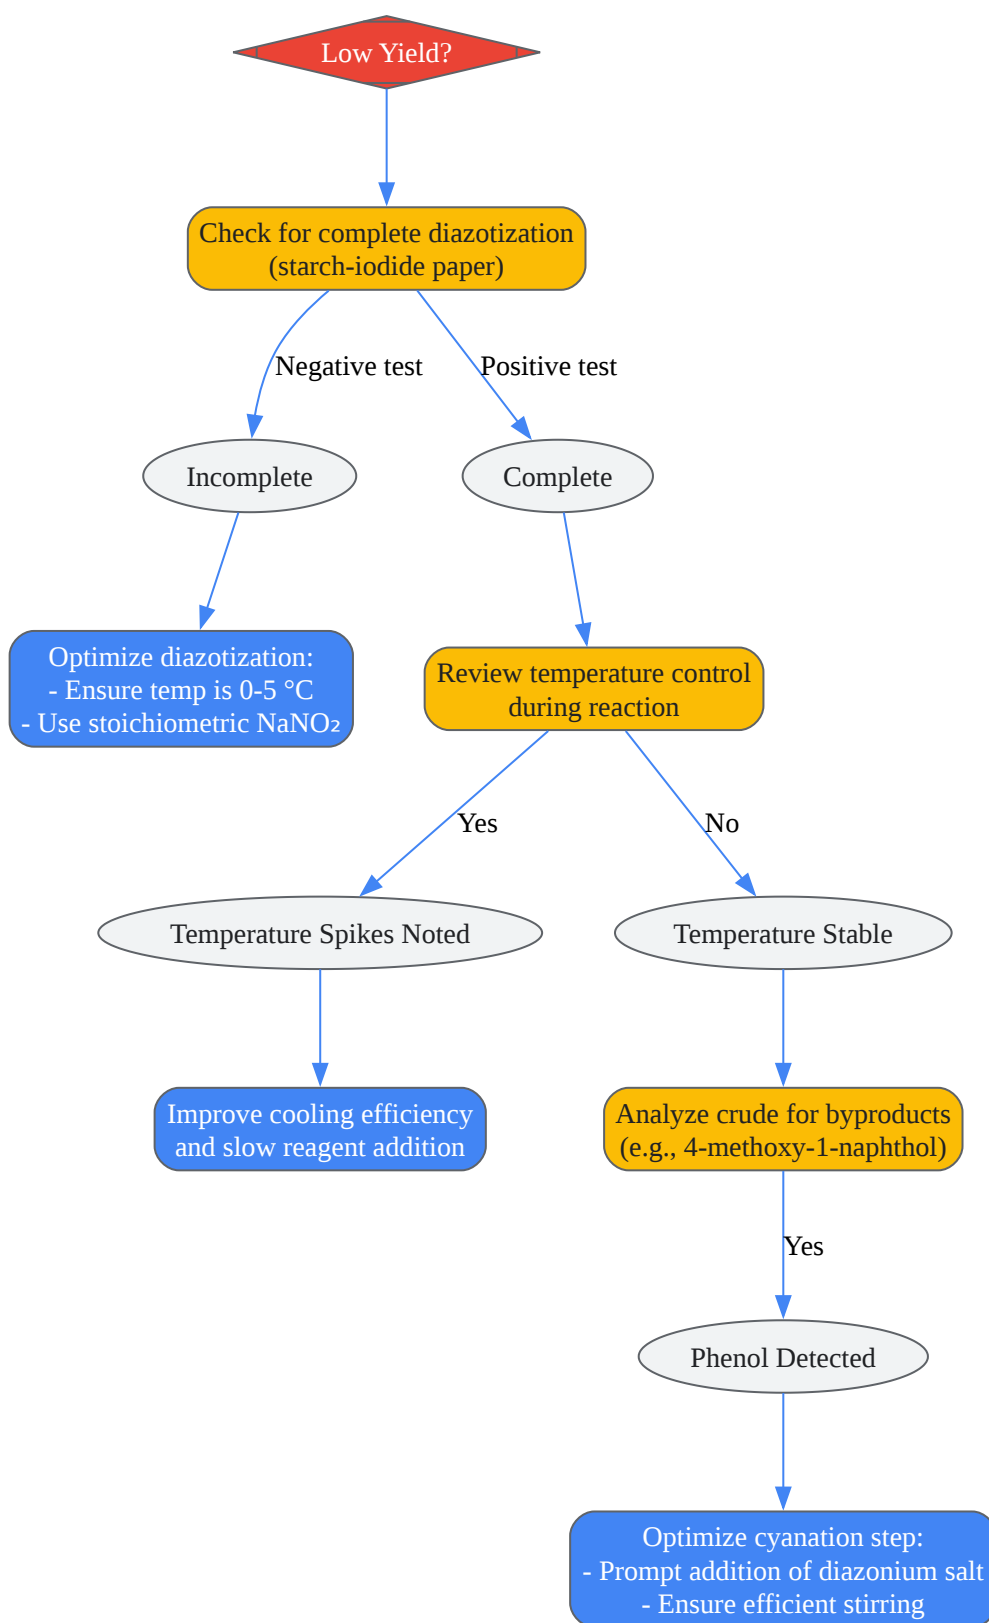 Low Yield?
Check for complete diazotization
(starch-iodide paper)
Negative test
Positive test
Incomplete
Complete
Optimize diazotization:
- Ensure temp is 0-5 °C
- Use stoichiometric NaNO₂
Review temperature control
during reaction
Yes
No
Temperature Spikes Noted
Temperature Stable
Improve cooling efficiency
and slow reagent addition
Analyze crude for byproducts
(e.g., 4-methoxy-1-naphthol)
Yes
Phenol Detected
Optimize cyanation step:
- Prompt addition of diazonium salt
- Ensure efficient stirring